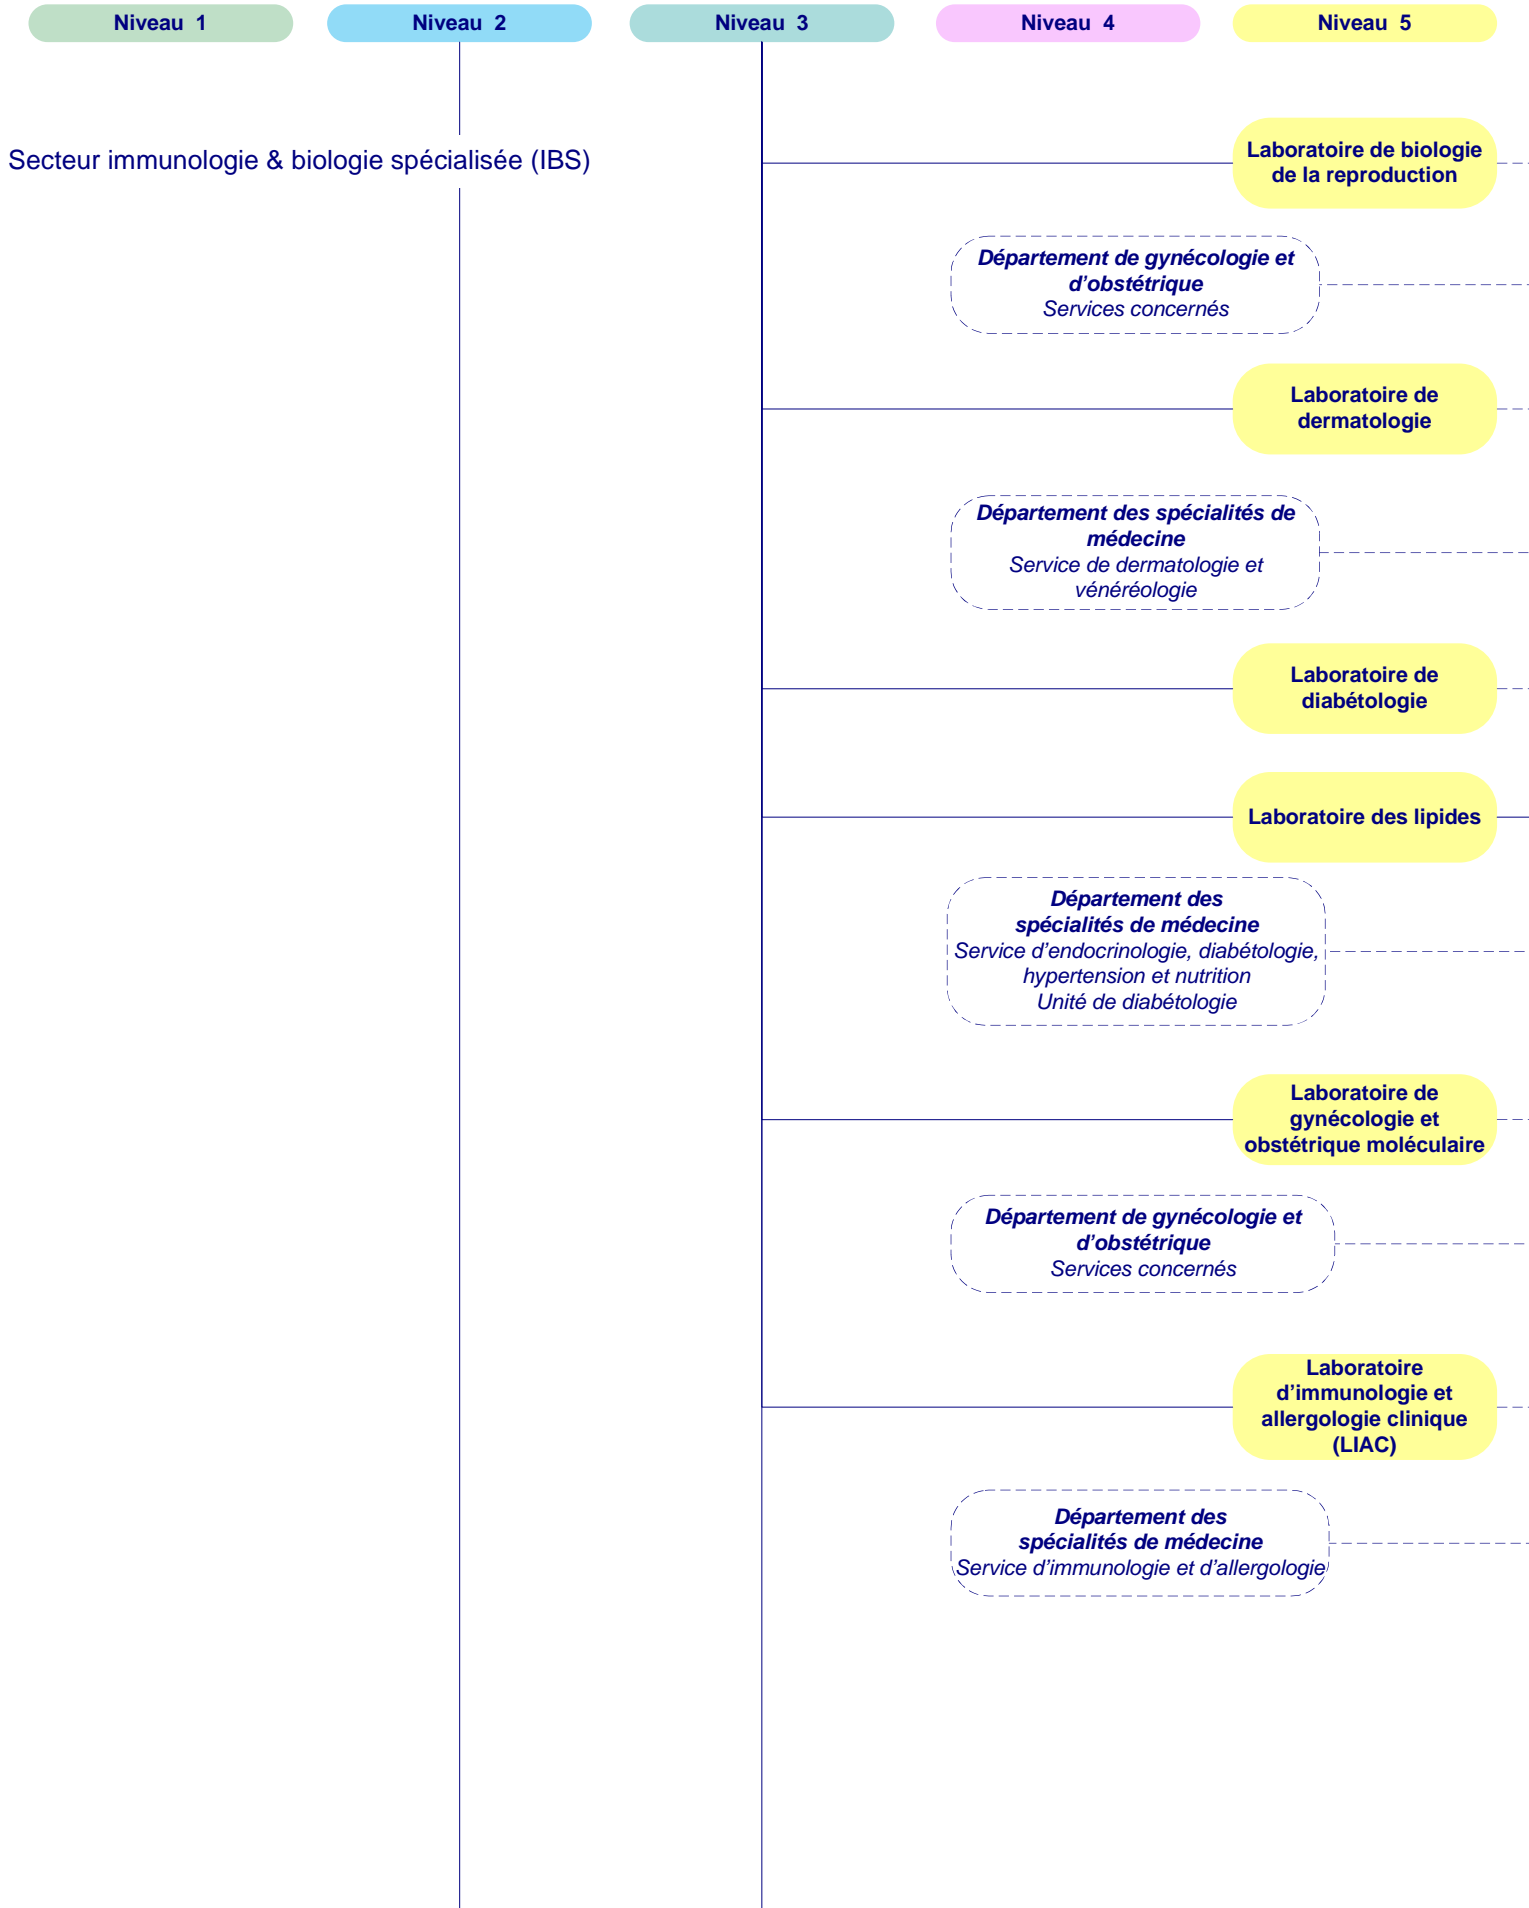 Niveau 1
Niveau 2
Niveau 3
Niveau 4
Niveau 5
Secteur immunologie & biologie spécialisée (IBS)
Laboratoire de biologie
de la reproduction
Département de gynécologie et
d’obstétrique
Services concernés
Laboratoire de
dermatologie
Département des spécialités de
médecine
Service de dermatologie et
vénéréologie
Laboratoire de
diabétologie
Laboratoire des lipides
Département des
spécialités de médecine
Service d’endocrinologie, diabétologie,
hypertension et nutrition
Unité de diabétologie
Laboratoire de
gynécologie et
obstétrique moléculaire
Département de gynécologie et
d’obstétrique
Services concernés
Laboratoire
d’immunologie et
allergologie clinique
(LIAC)
Département des
spécialités de médecine
Service d’immunologie et d’allergologie